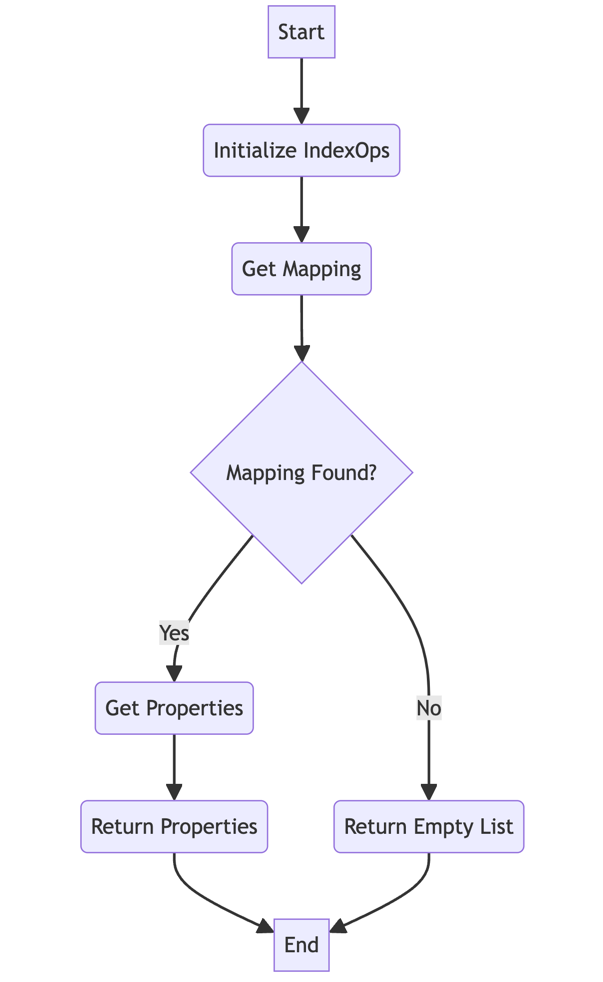 Start
Initialize IndexOps
Get Mapping
Mapping Found?
Yes
Get Properties
No
Return Properties
Return Empty List
End